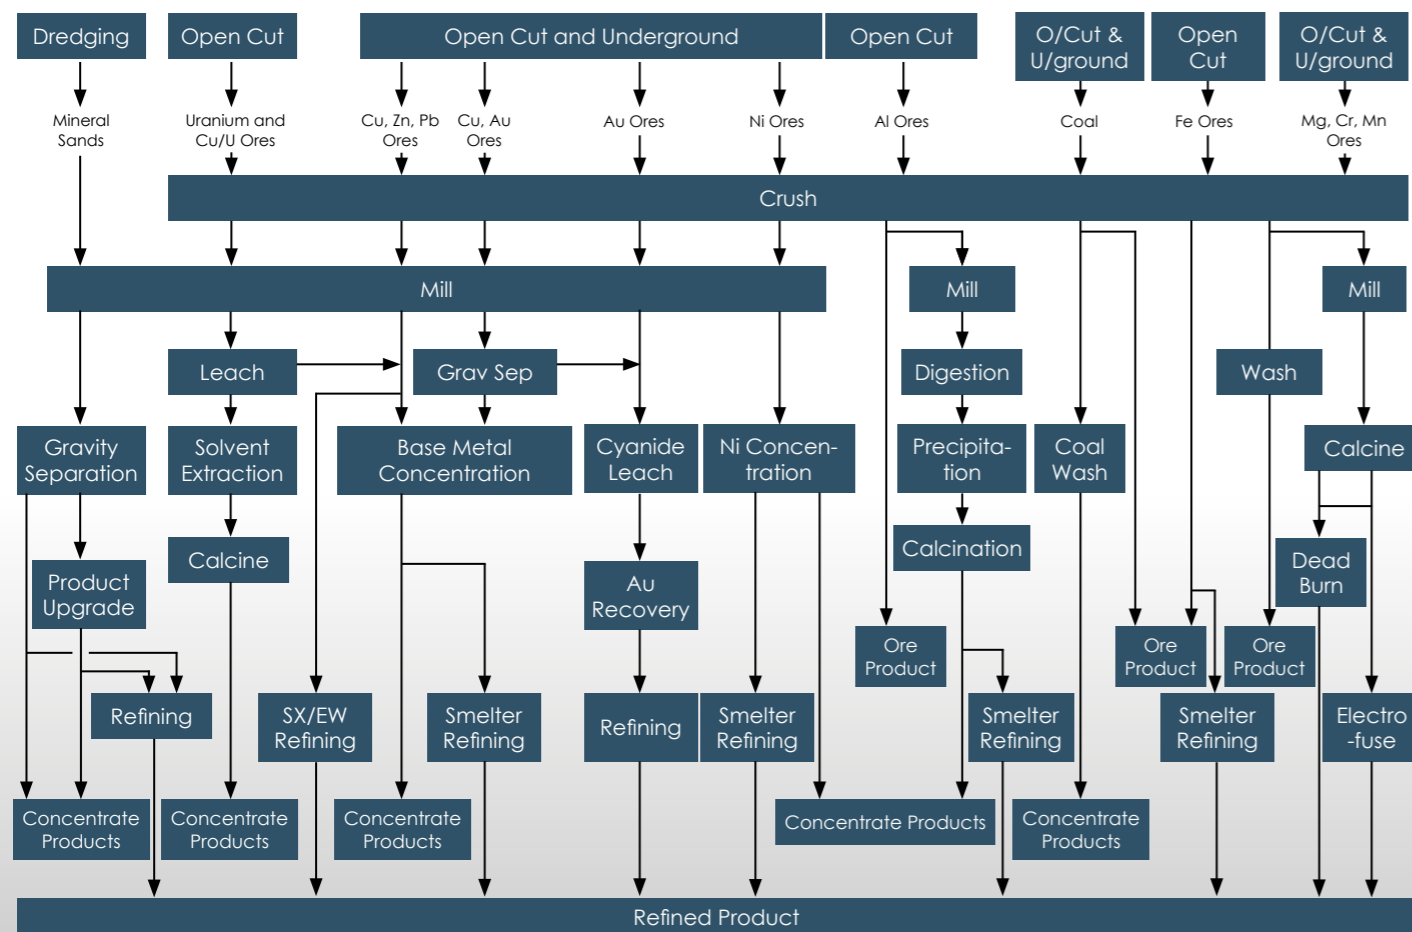 Dredging
Open Cut
Open Cut and Underground
Open Cut
O/Cut &
U/ground
Open
Cut
O/Cut &
U/ground
Mineral
Sands
Uranium and
Cu/U Ores
Cu, Zn, Pb
Ores
Cu, Au
Ores
Au Ores
Ni Ores
Al Ores
Coal
Fe Ores
Mg, Cr, Mn
Ores
Crush
Mill
Mill
Mill
Leach
Grav Sep
Digestion
Wash
Gravity
Separation
Solvent
Extraction
Base Metal
Concentration
Cyanide
Leach
Ni Concen-
tration
Precipita-
tion
Coal
Wash
Calcine
Calcine
Calcination
Dead
Burn
Product
Upgrade
Au
Recovery
Ore
Product
Ore
Product
Ore
Product
Refining
SX/EW
Refining
Smelter
Refining
Refining
Smelter
Refining
Smelter
Refining
Smelter
Refining
Electro
-fuse
Concentrate
Products
Concentrate
Products
Concentrate
Products
Concentrate Products
Concentrate
Products
Refined Product